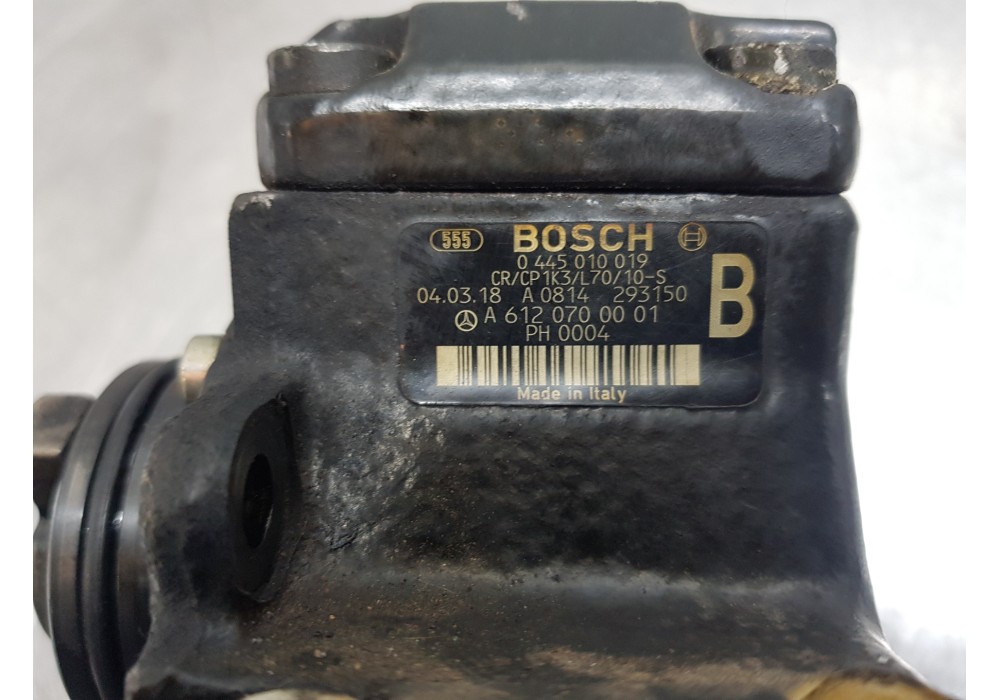 555 BOSCH
0 445 010 019
CR/CP1K3/L70/10-S
04.03.18 A 0814 293150
A 612 070 00 01
PH 0004
B
Made in Italy